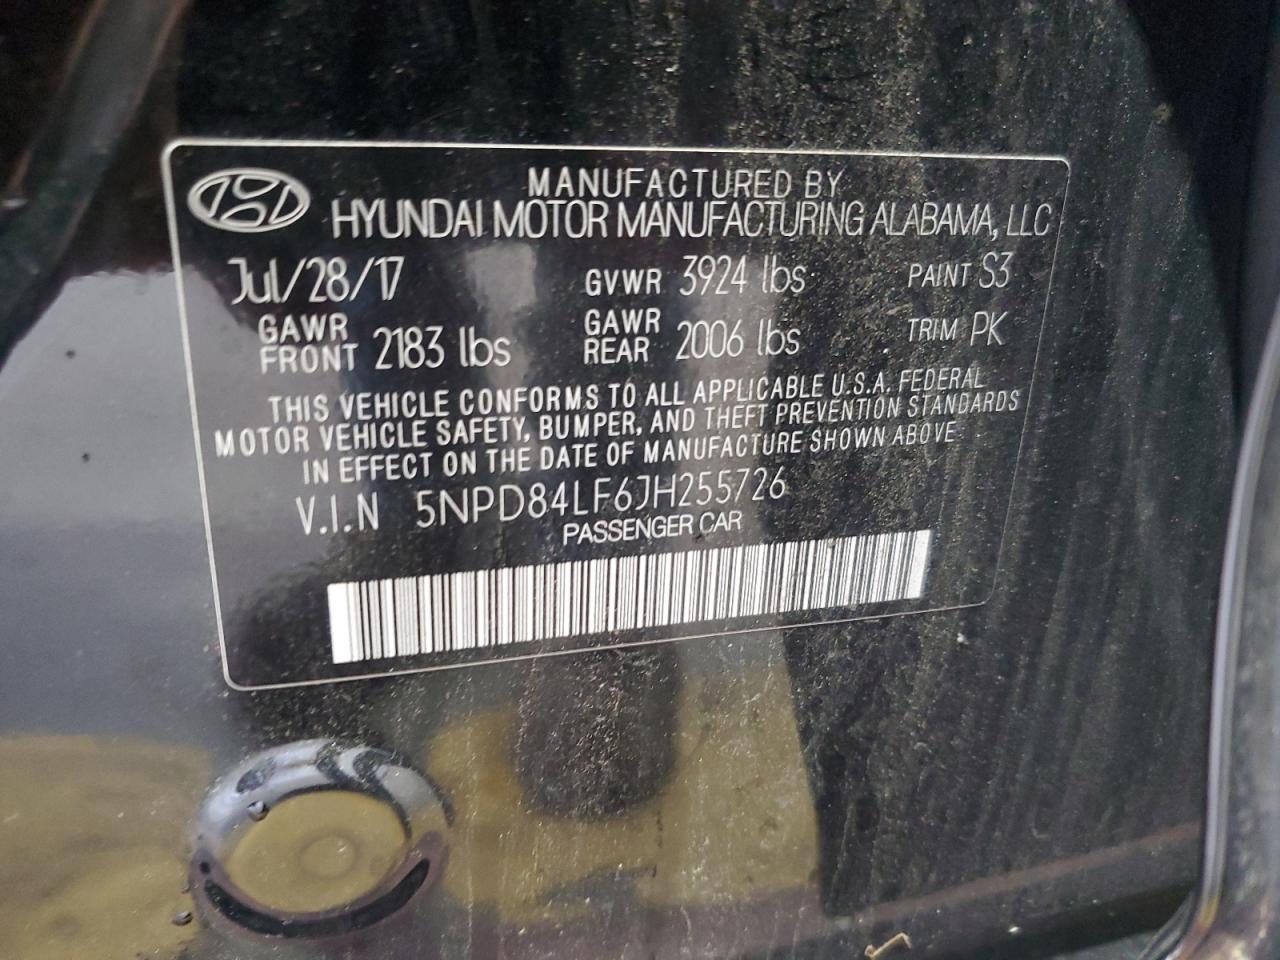 MANUFACTURED BY
HYUNDAI MOTOR MANUFACTURING ALABAMA, LLC
Jul/28/17 GVWR 3924 lbs PAINT S3
GAWR FRONT 2183 lbs GAWR REAR 2006 lbs TRIM PK
THIS VEHICLE CONFORMS TO ALL APPLICABLE U.S.A. FEDERAL
MOTOR VEHICLE SAFETY, BUMPER, AND THEFT PREVENTION STANDARDS
IN EFFECT ON THE DATE OF MANUFACTURE SHOWN ABOVE
V.I.N 5NPD84LF6JH255726
PASSENGER CAR